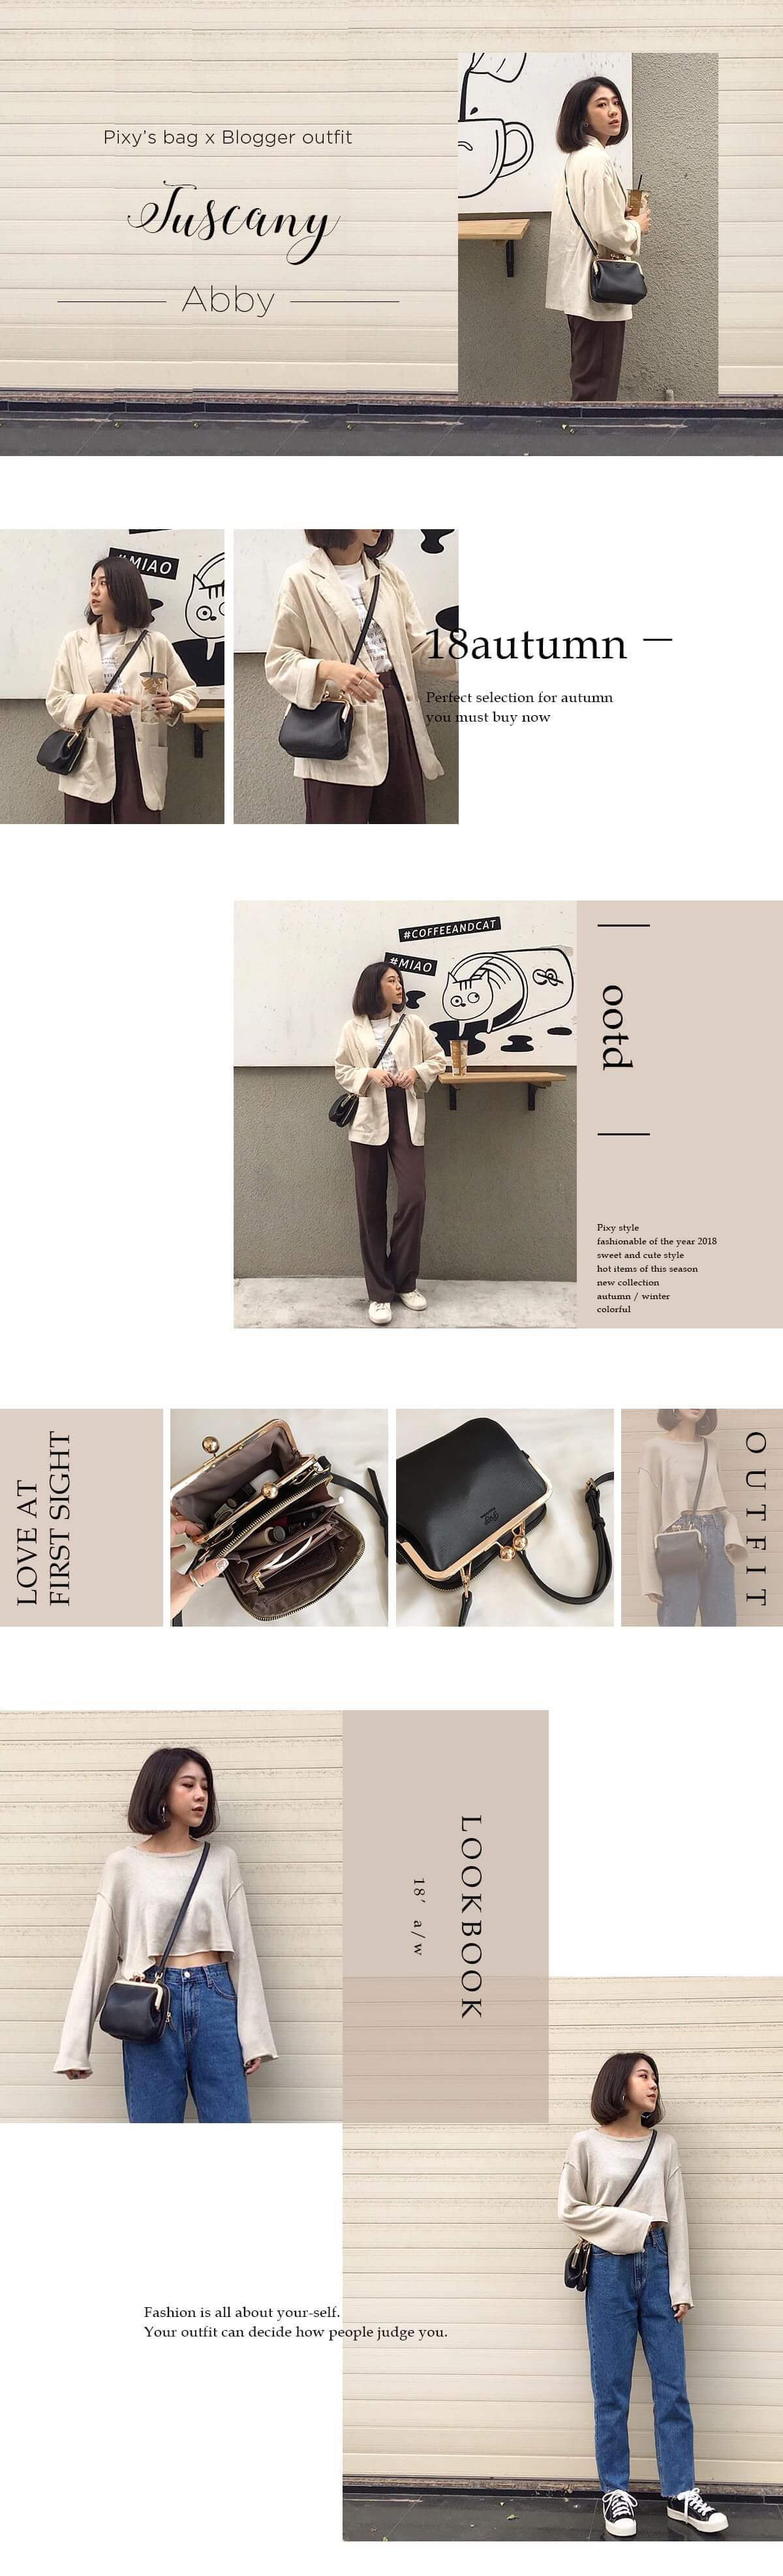 Pixy's bag x Blogger outfit
Tuscany
Abby
#MIAO
18autumn —
Perfect selection for autumn
you must buy now
#COFFEEANDCAT
#MIAO
ootd
Pixy style
fashionable of the year 2018
sweet and cute style
hot items of this season
new collection
autumn / winter
colorful
LOVE AT
FIRST SIGHT
OUTFIT
LOOKBOOK
18' a/w
Fashion is all about your-self.
Your outfit can decide how people judge you.